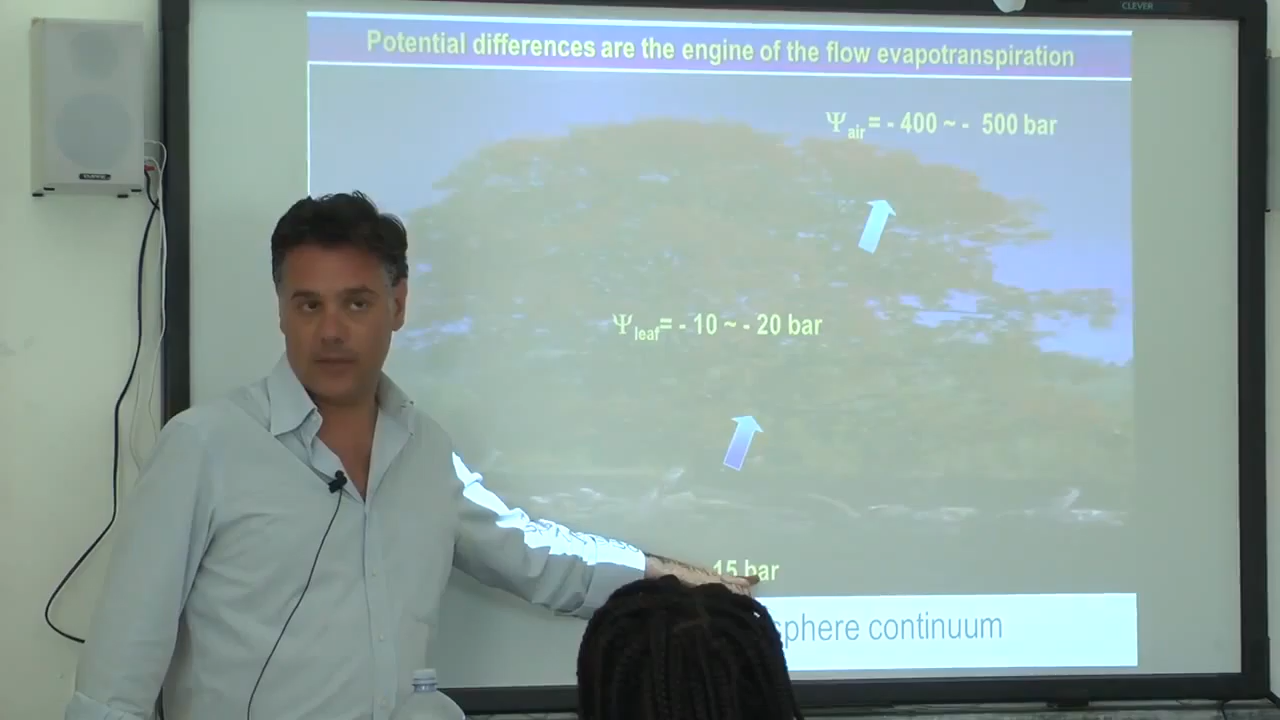 CLEVER
Potential differences are the engine of the flow evapotranspiration
Ψair= - 400 ~ - 500 bar
Ψleaf= - 10 ~ - 20 bar
15 bar
sphere continuum